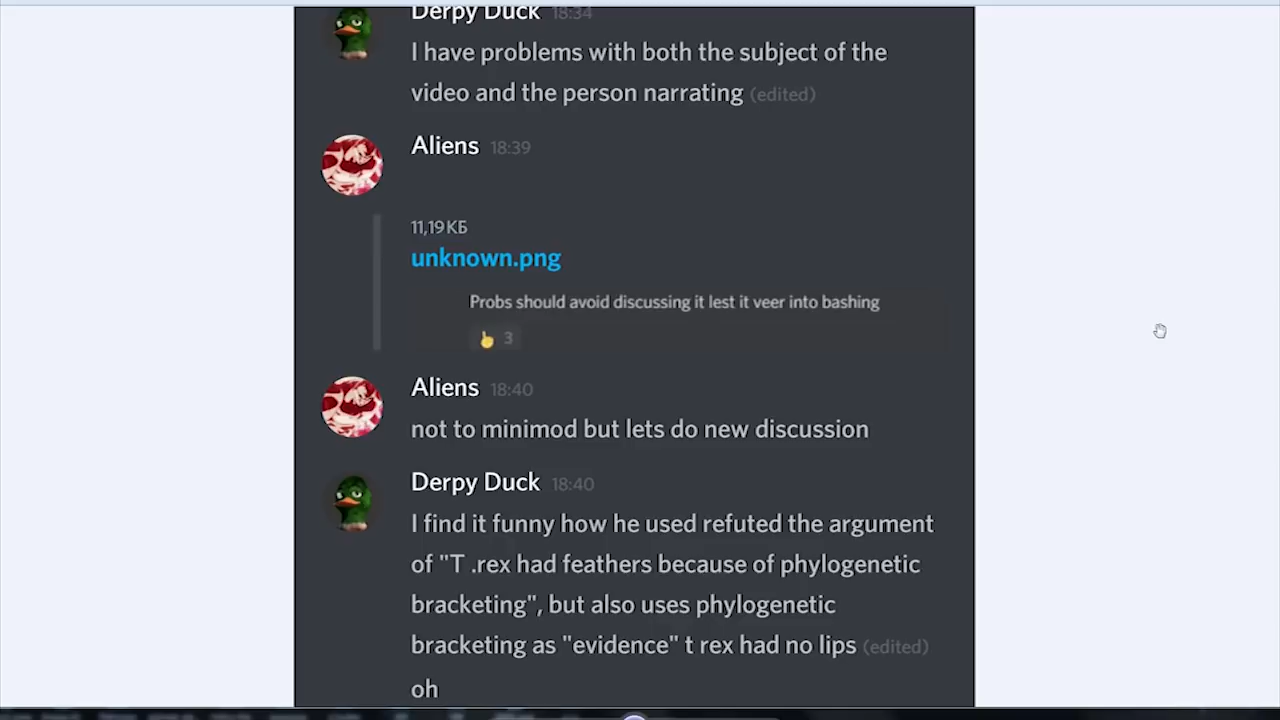 Derpy Duck 18:34
I have problems with both the subject of the
video and the person narrating (edited)
Aliens 18:39
11,19 КБ
unknown.png
Probs should avoid discussing it lest it veer into bashing
3
Aliens 18:40
not to minimod but lets do new discussion
Derpy Duck 18:40
I find it funny how he used refuted the argument
of "T .rex had feathers because of phylogenetic
bracketing", but also uses phylogenetic
bracketing as "evidence" t rex had no lips (edited)
oh